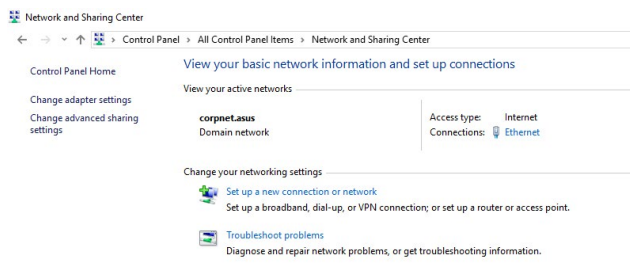 Network and Sharing Center
Control Panel > All Control Panel Items > Network and Sharing Center
Control Panel Home
Change adapter settings
Change advanced sharing
settings
View your basic network information and set up connections
View your active networks
corpnet.asus
Domain network
Access type: Internet
Connections: Ethernet
Change your networking settings
Set up a new connection or network
Set up a broadband, dial-up, or VPN connection; or set up a router or access point.
Troubleshoot problems
Diagnose and repair network problems, or get troubleshooting information.